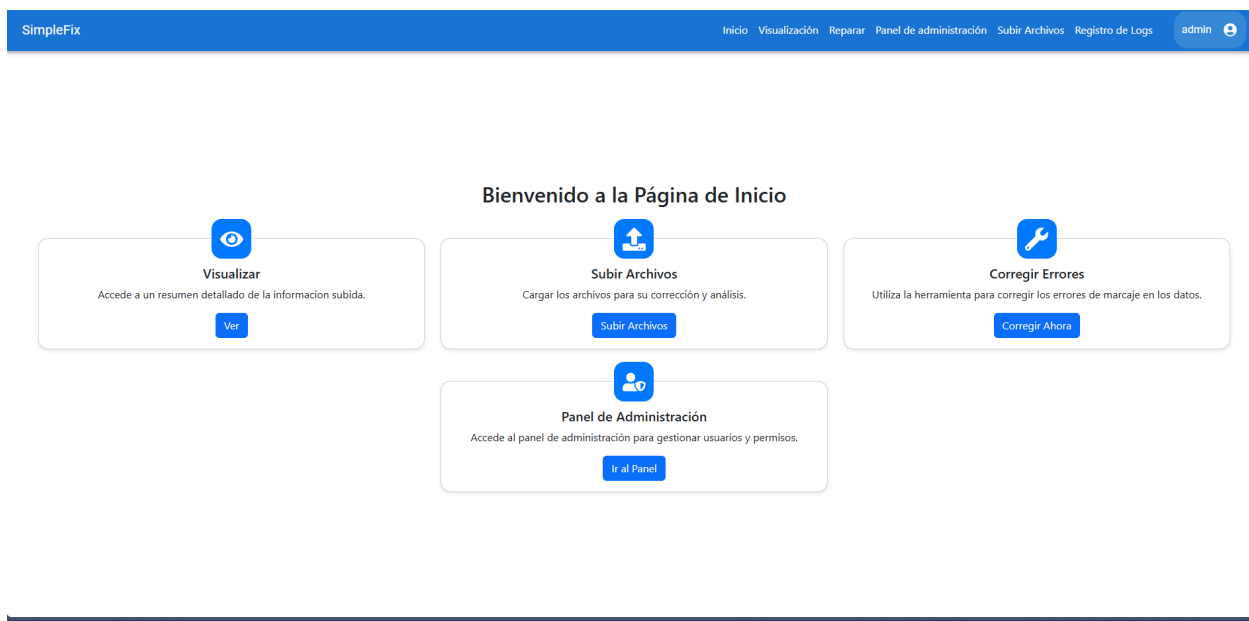 SimpleFix
Inicio Visualización Reparar Panel de administración Subir Archivos Registro de Logs admin
Bienvenido a la Página de Inicio
Visualizar
Accede a un resumen detallado de la informacion subida.
Ver
Subir Archivos
Cargar los archivos para su corrección y análisis.
Subir Archivos
Corregir Errores
Utiliza la herramienta para corregir los errores de marcaje en los datos.
Corregir Ahora
Panel de Administración
Accede al panel de administración para gestionar usuarios y permisos.
Ir al Panel